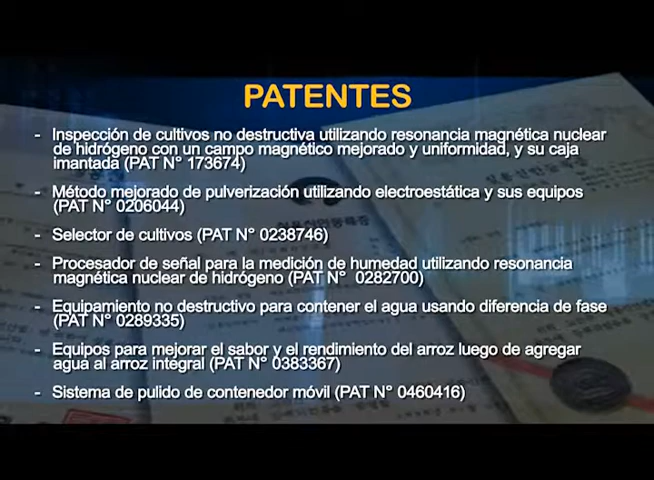 PATENTES
- Inspección de cultivos no destructiva utilizando resonancia magnética nuclear
de hidrógeno con un campo magnético mejorado y uniformidad, y su caja
imantada (PAT N° 173674)
- Método mejorado de pulverización utilizando electroestática y sus equipos
(PAT N° 0206044)
- Selector de cultivos (PAT N° 0238746)
- Procesador de señal para la medición de humedad utilizando resonancia
magnética nuclear de hidrógeno (PAT N° 0282700)
- Equipamiento no destructivo para contener el agua usando diferencia de fase
(PAT N° 0289335)
- Equipos para mejorar el sabor y el rendimiento del arroz luego de agregar
agua al arroz integral (PAT N° 0383367)
- Sistema de pulido de contenedor móvil (PAT N° 0460416)